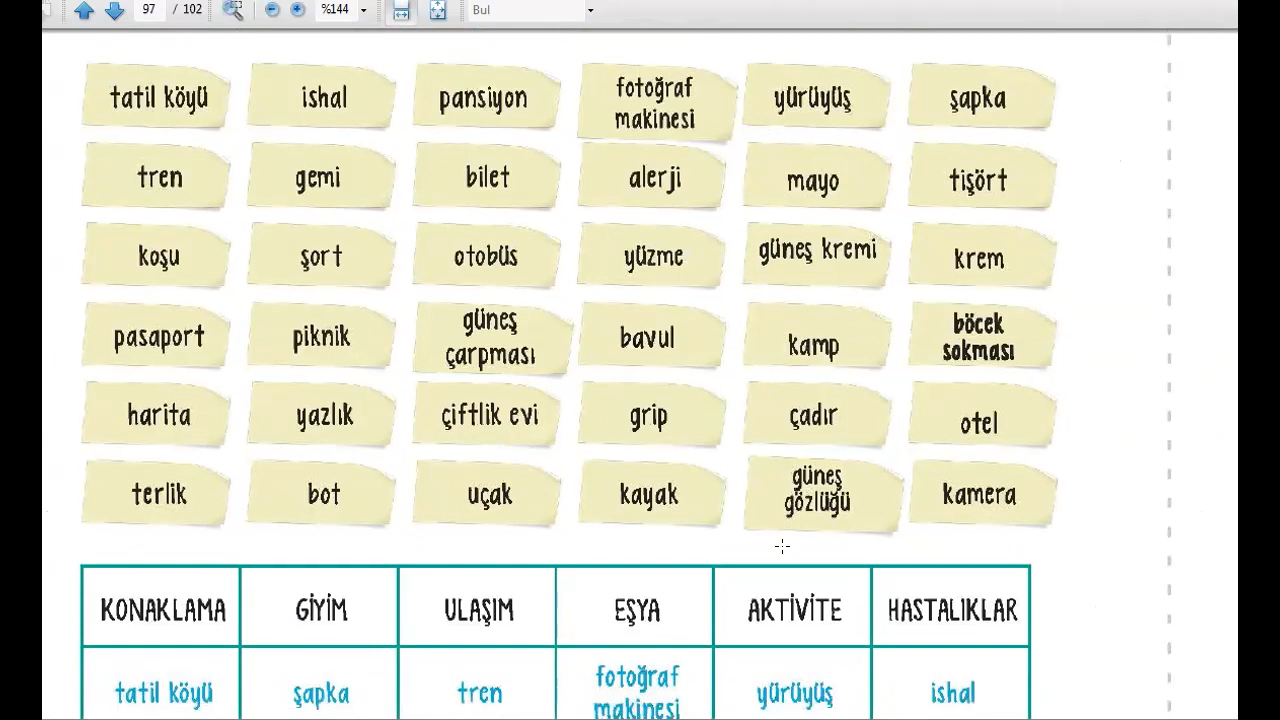 97 / 102 %144 Bul
tatil köyü ishal pansiyon fotoğraf makinesi yürüyüş şapka
tren gemi bilet alerji mayo tişört
koşu şort otobüs yüzme güneş kremi krem
pasaport piknik güneş çarpması bavul kamp böcek sokması
harita yazlık çiftlik evi grip çadır otel
terlik bot uçak kayak güneş gözlüğü kamera
KONAKLAMA GİYİM ULAŞIM EŞYA AKTİVİTE HASTALIKLAR
tatil köyü şapka tren fotoğraf makinesi yürüyüş ishal